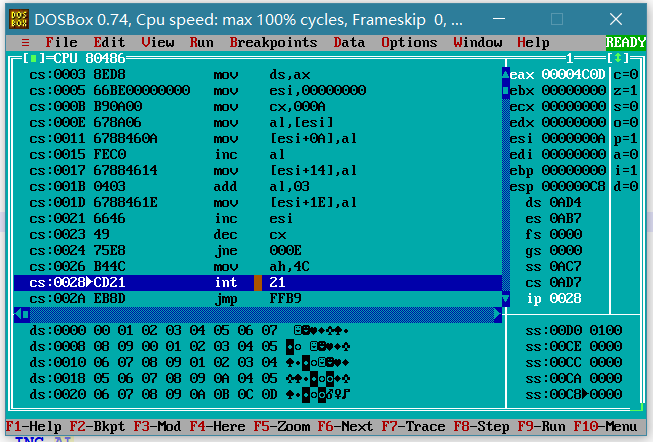 DOS BOX DOSBox 0.74, Cpu speed: max 100% cycles, Frameskip 0, ...
≡ File Edit View Run Breakpoints Data Options Window Help READY
[■]=CPU 80486 1 [↕]
cs:0003 8ED8 mov ds,ax eax 00004C0D c=0
cs:0005 66BE00000000 mov esi,00000000 ebx 00000000 z=1
cs:000B B90A00 mov cx,000A ecx 00000000 s=0
cs:000E 678A06 mov al,[esi] edx 00000000 o=0
cs:0011 6788460A mov [esi+0A],al esi 0000000A p=1
cs:0015 FEC0 inc al edi 00000000 a=0
cs:0017 67884614 mov [esi+14],al ebp 00000000 i=1
cs:001B 0403 add al,03 esp 000000C8 d=0
cs:001D 6788461E mov [esi+1E],al ds 0AD4
cs:0021 6646 inc esi es 0AB7
cs:0023 49 dec cx fs 0000
cs:0024 75E8 jne 000E gs 0000
cs:0026 B44C mov ah,4C ss 0AC7
cs:0028►CD21 int 21 cs 0AD7
cs:002A EB8D jmp FFB9 ip 0028
ds:0000 00 01 02 03 04 05 06 07 ☺☻♥♦♣♠• ss:00D0 0100
ds:0008 08 09 00 01 02 03 04 05 ◘○ ☺☻♥♦♣ ss:00CE 0000
ds:0010 06 07 08 09 01 02 03 04 ♠•◘○☺☻♥♦ ss:00CC 0000
ds:0018 05 06 07 08 09 0A 04 05 ♣♠•◘○◙♦♣ ss:00CA 0000
ds:0020 06 07 08 09 0A 0B 0C 0D ♠•◘○◙♂♀♪ ss:00C8►0000
F1-Help F2-Bkpt F3-Mod F4-Here F5-Zoom F6-Next F7-Trace F8-Step F9-Run F10-Menu